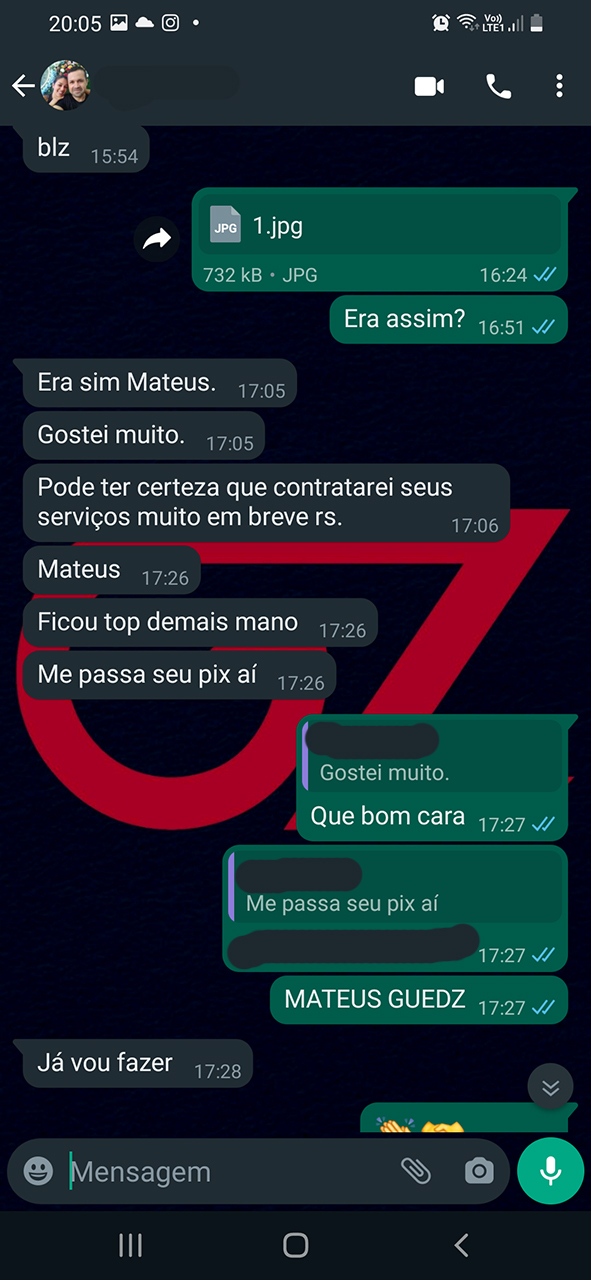 20:05
Vo))
LTE1
blz 15:54
JPG
1.jpg
732 kB • JPG 16:24
Era assim? 16:51
Era sim Mateus. 17:05
Gostei muito. 17:05
Pode ter certeza que contratarei seus
serviços muito em breve rs. 17:06
Mateus 17:26
Ficou top demais mano 17:26
Me passa seu pix aí 17:26
Gostei muito.
Que bom cara 17:27
Me passa seu pix aí
17:27
MATEUS GUEDZ 17:27
Já vou fazer 17:28
Mensagem